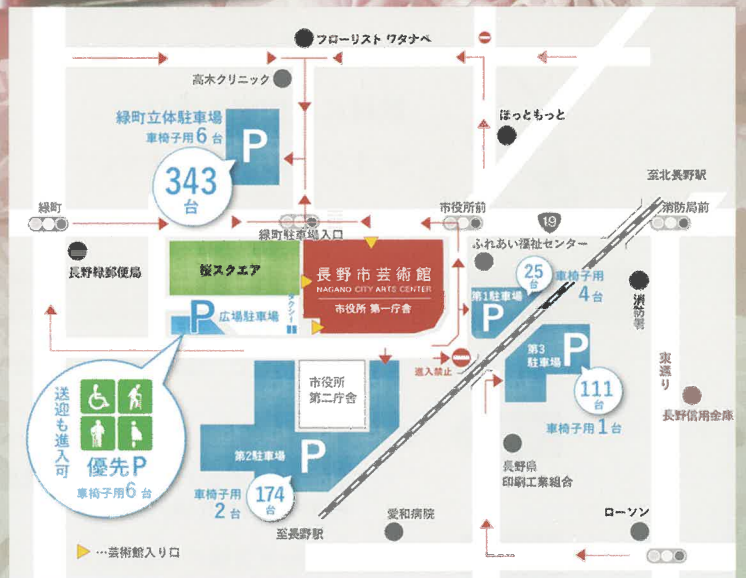 フローリスト ワタナベ
高木クリニック
緑町立体駐車場
車椅子用6台
P
343
台
ほっともっと
至北長野駅
緑町
市役所前
19
消防局前
緑町駐車場入口
ふれあい福祉センター
長野緑郵便局
桜スクエア
長野市芸術館
NAGANO CITY ARTS CENTER
市役所 第一庁舎
タクシー
P
広場駐車場
第1駐車場
P
25
台
車椅子用
4台
消防署
進入禁止
第3
駐車場
P
111
台
車椅子用1台
東通り
長野信用金庫
市役所
第二庁舎
送迎も進入可
優先P
車椅子用6台
第2駐車場
P
車椅子用
2台
174
台
長野県
印刷工業組合
至長野駅
愛和病院
ローソン
…芸術館入り口